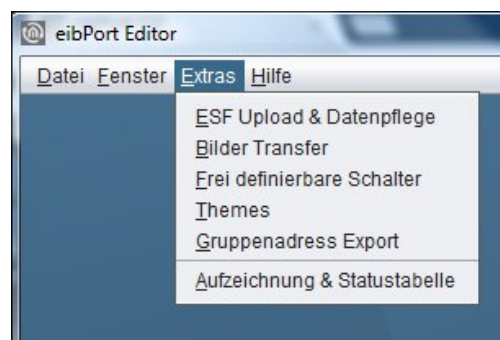 eibPort Editor
Datei Fenster Extras Hilfe
ESF Upload & Datenpflege
Bilder Transfer
Frei definierbare Schalter
Themes
Gruppenadress Export
Aufzeichnung & Statustabelle